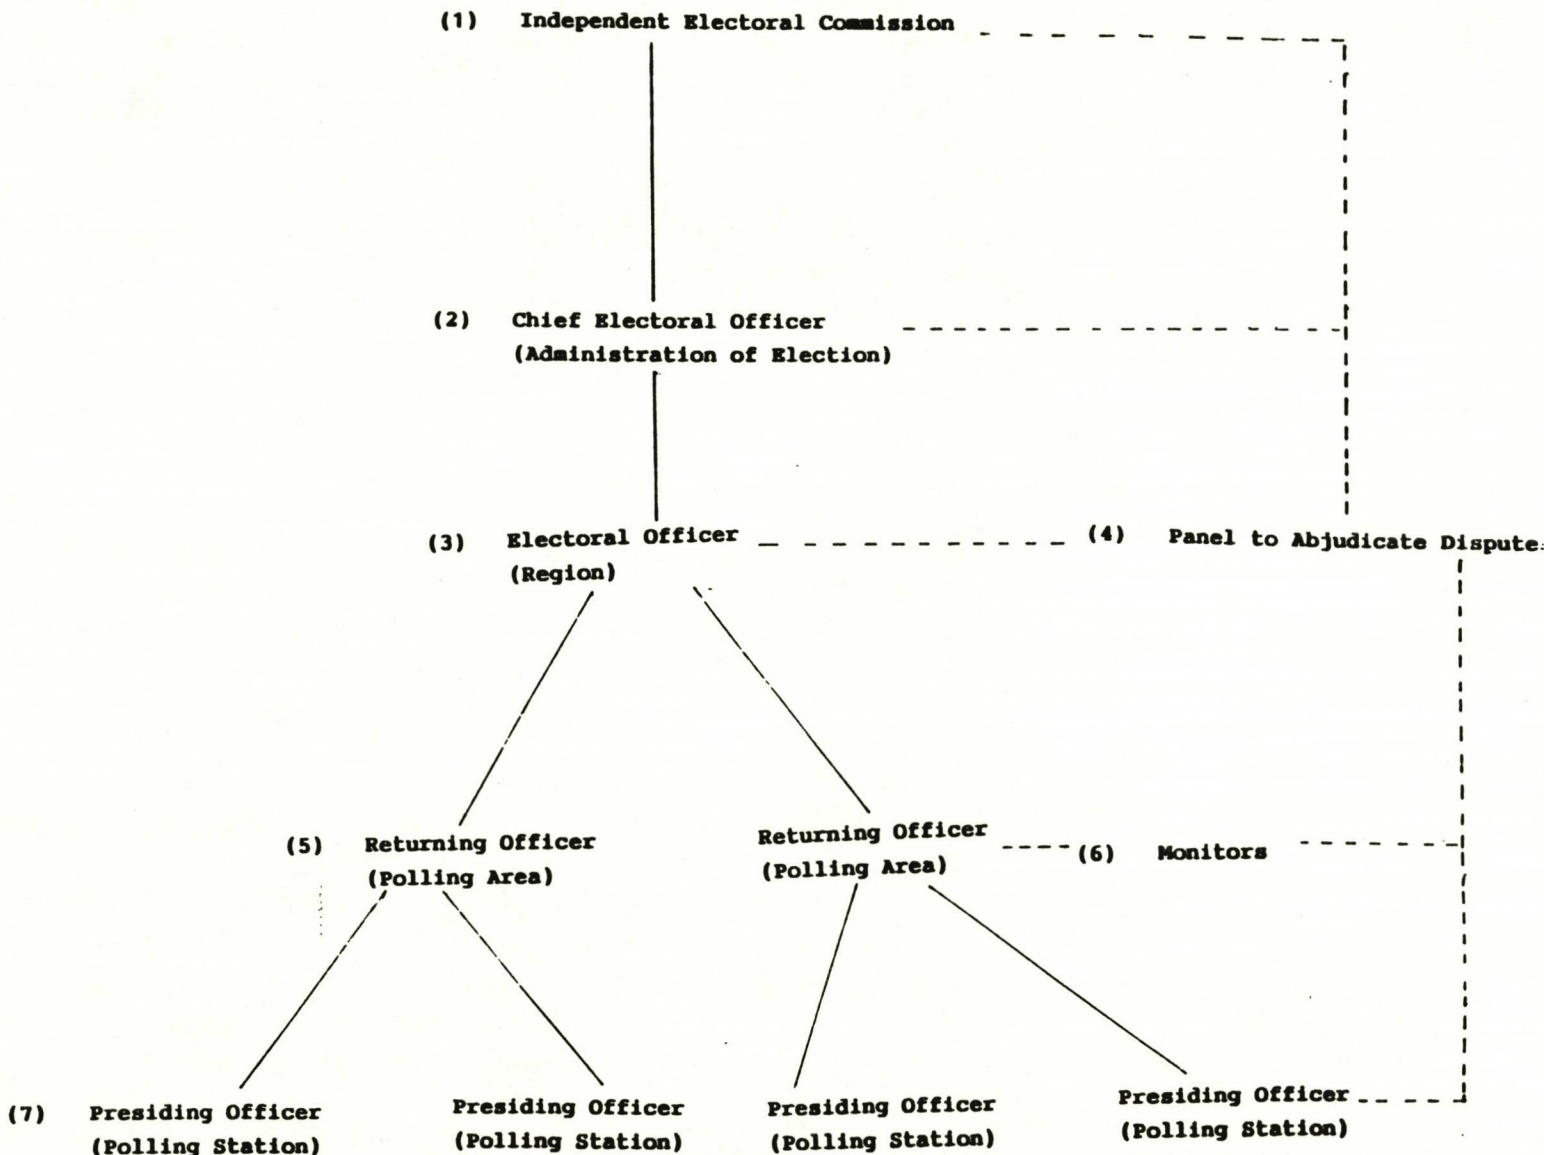 (1) Independent Electoral Commission
(2) Chief Electoral Officer
(Administration of Election)
(3) Electoral Officer
(Region)
(4) Panel to Abjudicate Dispute
(5) Returning Officer
(Polling Area)
Returning Officer
(Polling Area)
(6) Monitors
(7) Presiding Officer
(Polling Station)
Presiding Officer
(Polling Station)
Presiding Officer
(Polling Station)
Presiding Officer
(Polling Station)